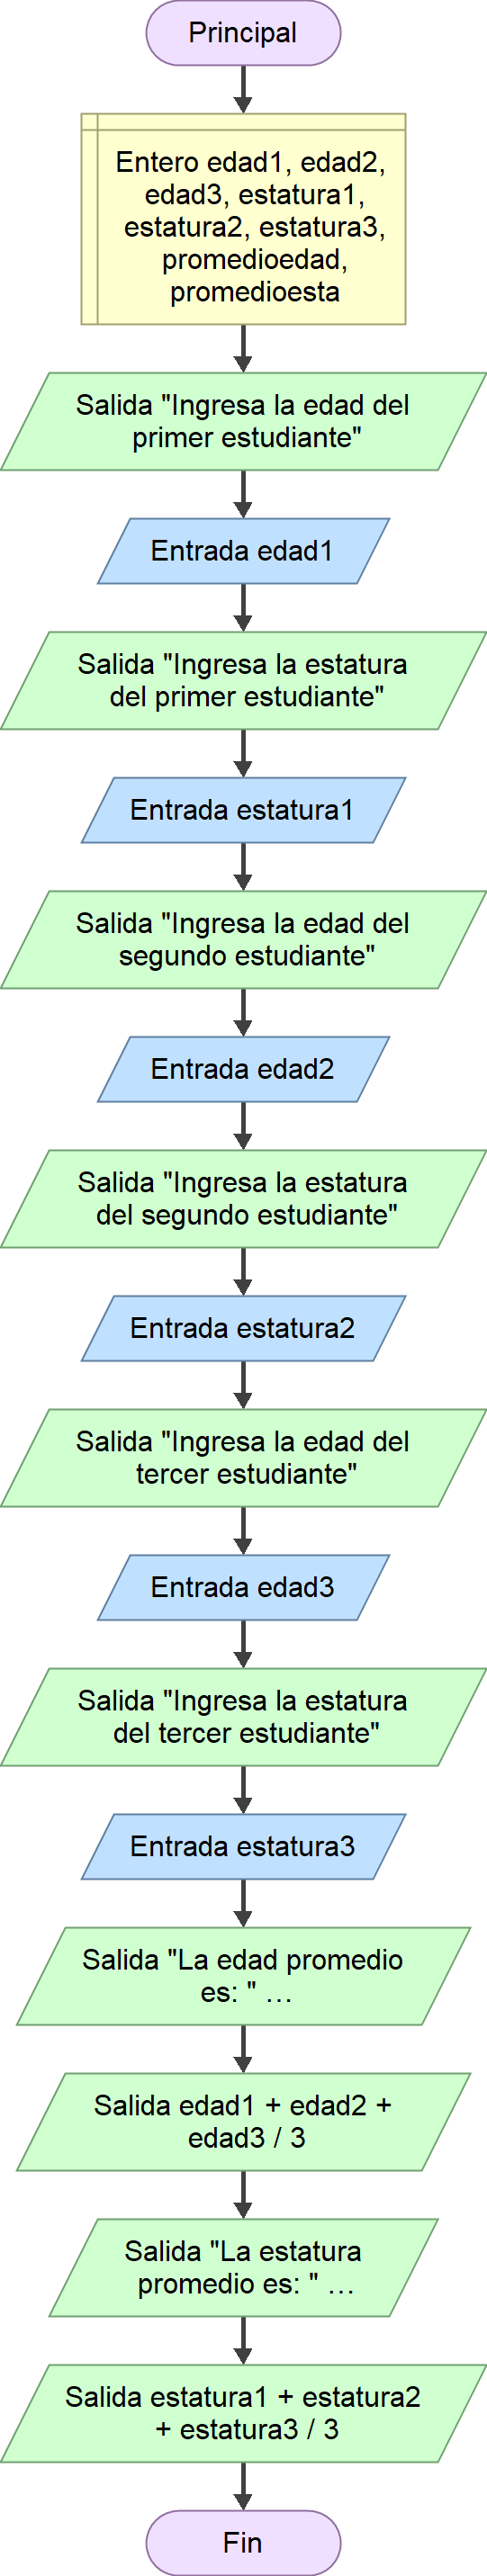 Principal
Entero edad1, edad2,
edad3, estatura1,
estatura2, estatura3,
promedioedad,
promedioesta
Salida "Ingresa la edad del
primer estudiante"
Entrada edad1
Salida "Ingresa la estatura
del primer estudiante"
Entrada estatura1
Salida "Ingresa la edad del
segundo estudiante"
Entrada edad2
Salida "Ingresa la estatura
del segundo estudiante"
Entrada estatura2
Salida "Ingresa la edad del
tercer estudiante"
Entrada edad3
Salida "Ingresa la estatura
del tercer estudiante"
Entrada estatura3
Salida "La edad promedio
es: " …
Salida edad1 + edad2 +
edad3 / 3
Salida "La estatura
promedio es: " …
Salida estatura1 + estatura2
+ estatura3 / 3
Fin